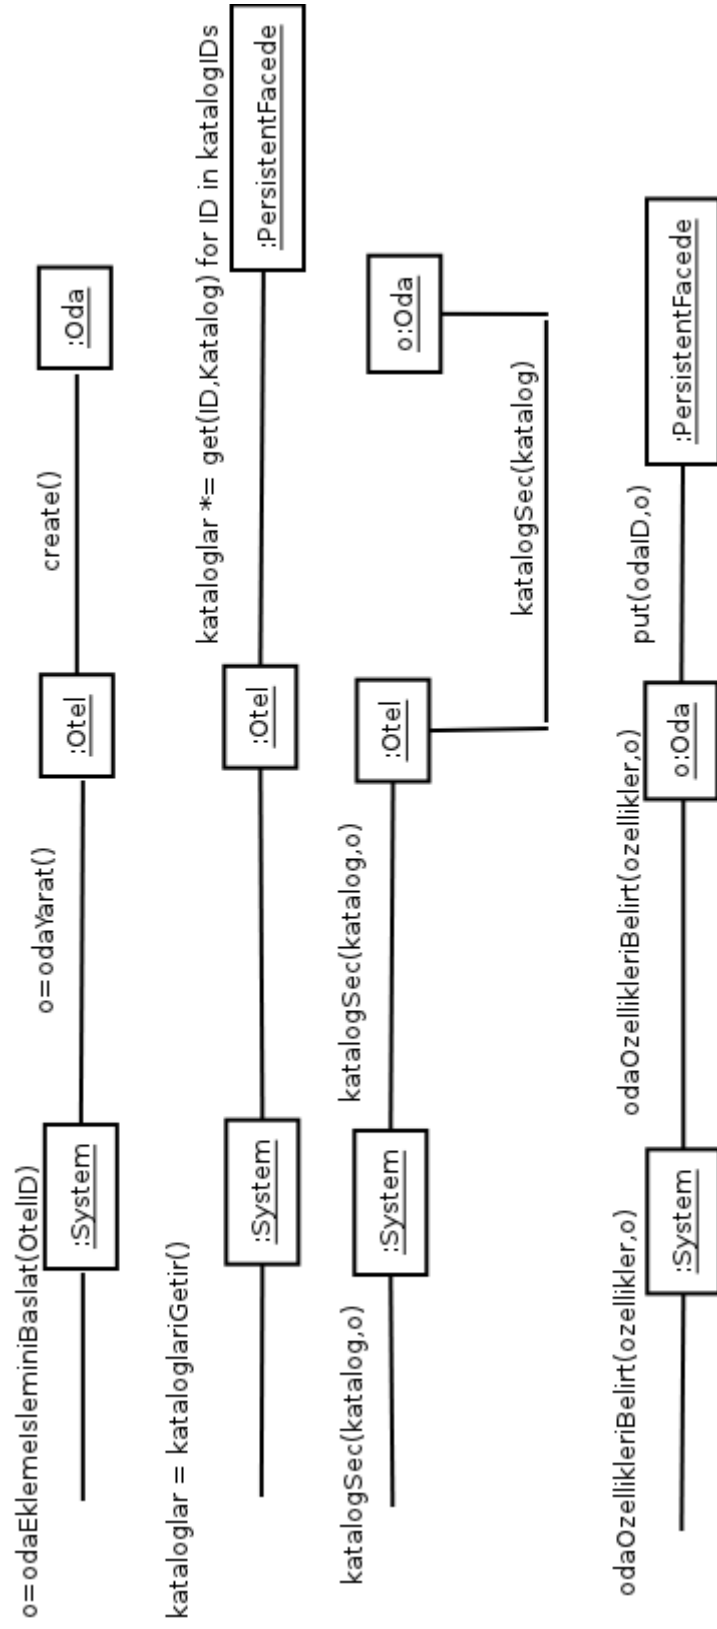 o=odaEklemeIsleminiBaslat(OtelID)
:System
o=odaYarat()
:Otel
create()
:Oda
kataloglar = kataloglariGetir()
:System
:Otel
kataloglar *= get(ID,Katalog) for ID in katalogIDs
:PersistentFacede
katalogSec(katalog,o)
:System
katalogSec(katalog,o)
:Otel
katalogSec(katalog)
o:Oda
odaOzellikleriBelirt(ozellikler,o)
:System
odaOzellikleriBelirt(ozellikler,o)
o:Oda
put(odaID,o)
:PersistentFacede